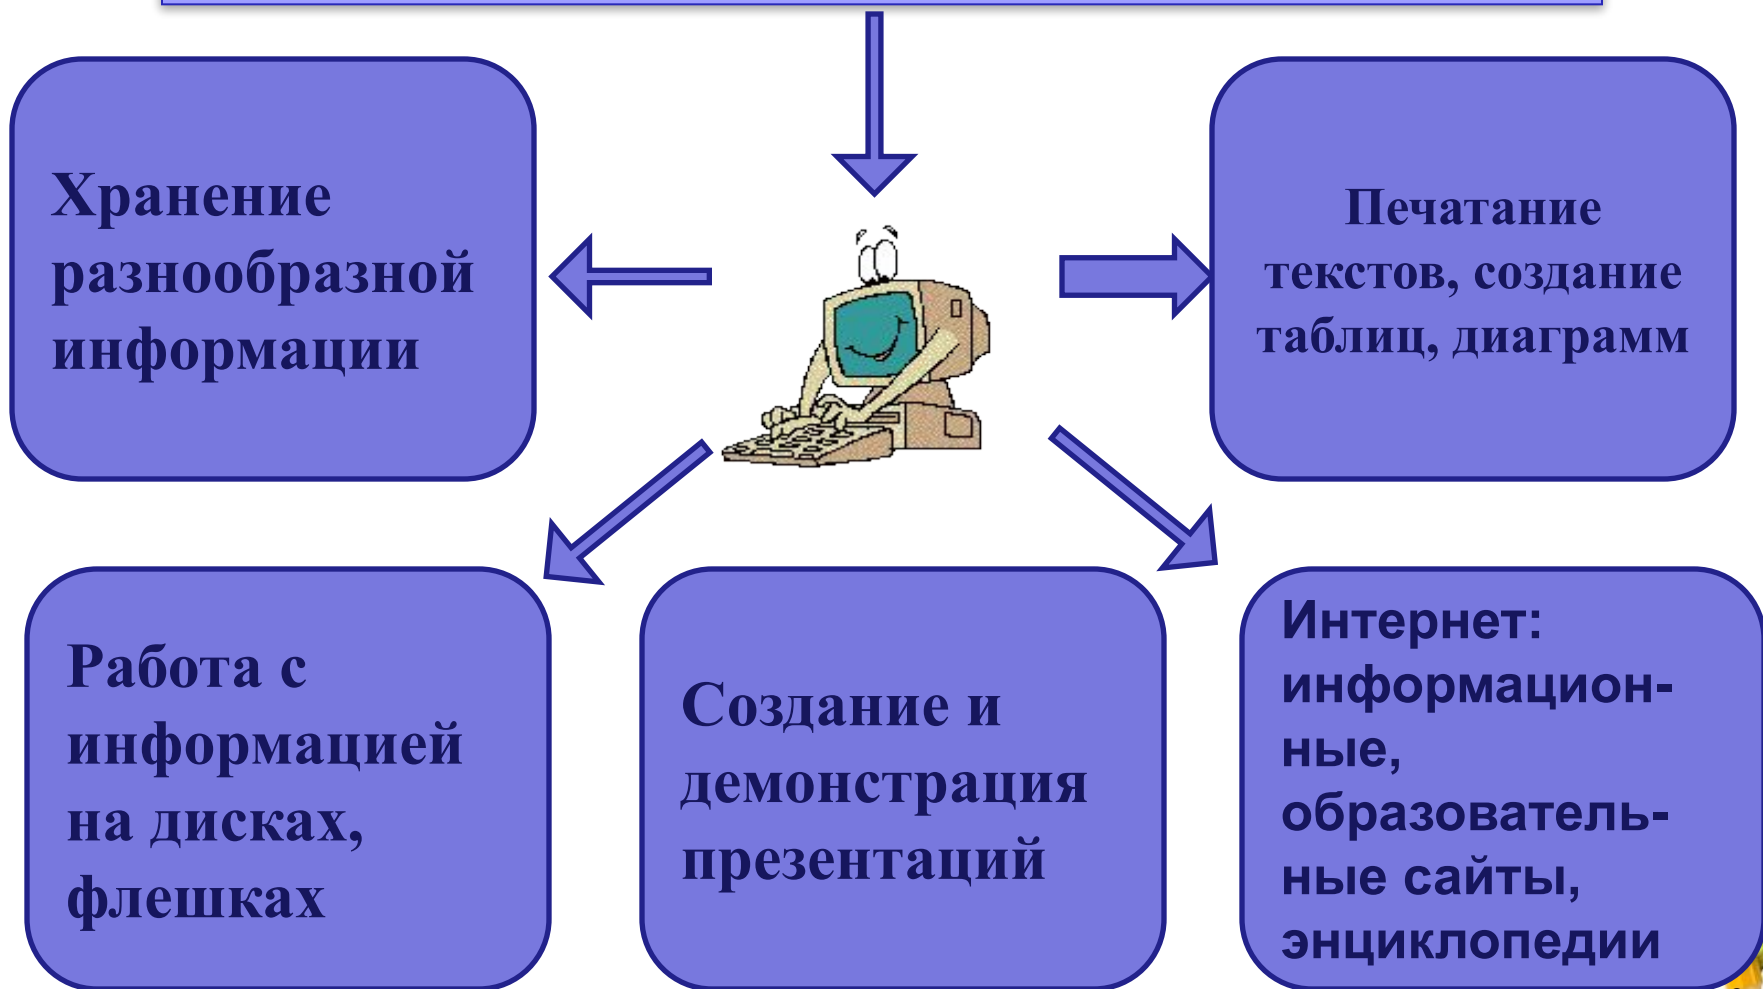 Хранение
разнообразной
информации
Печатание
текстов, создание
таблиц, диаграмм
Работа с
информацией
на дисках,
флешках
Создание и
демонстрация
презентаций
Интернет:
информацион-
ные,
образователь-
ные сайты,
энциклопедии